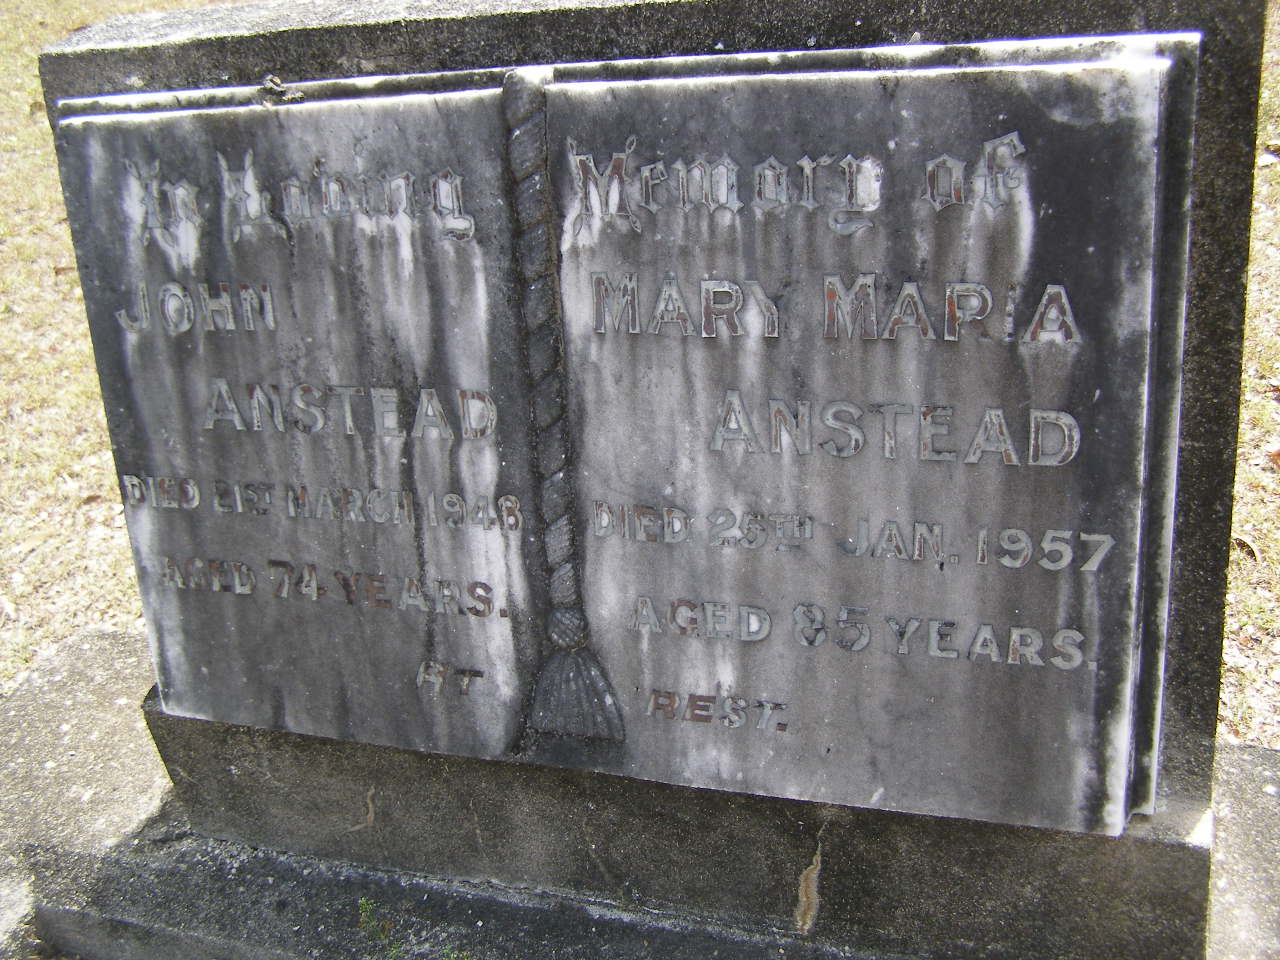 In Loving
JOHN
ANSTEAD
DIED 21ST MARCH 1948
AGED 74 YEARS.
AT
Memory of
MARY MARIA
ANSTEAD
DIED 25TH JAN. 1957
AGED 85 YEARS.
REST.